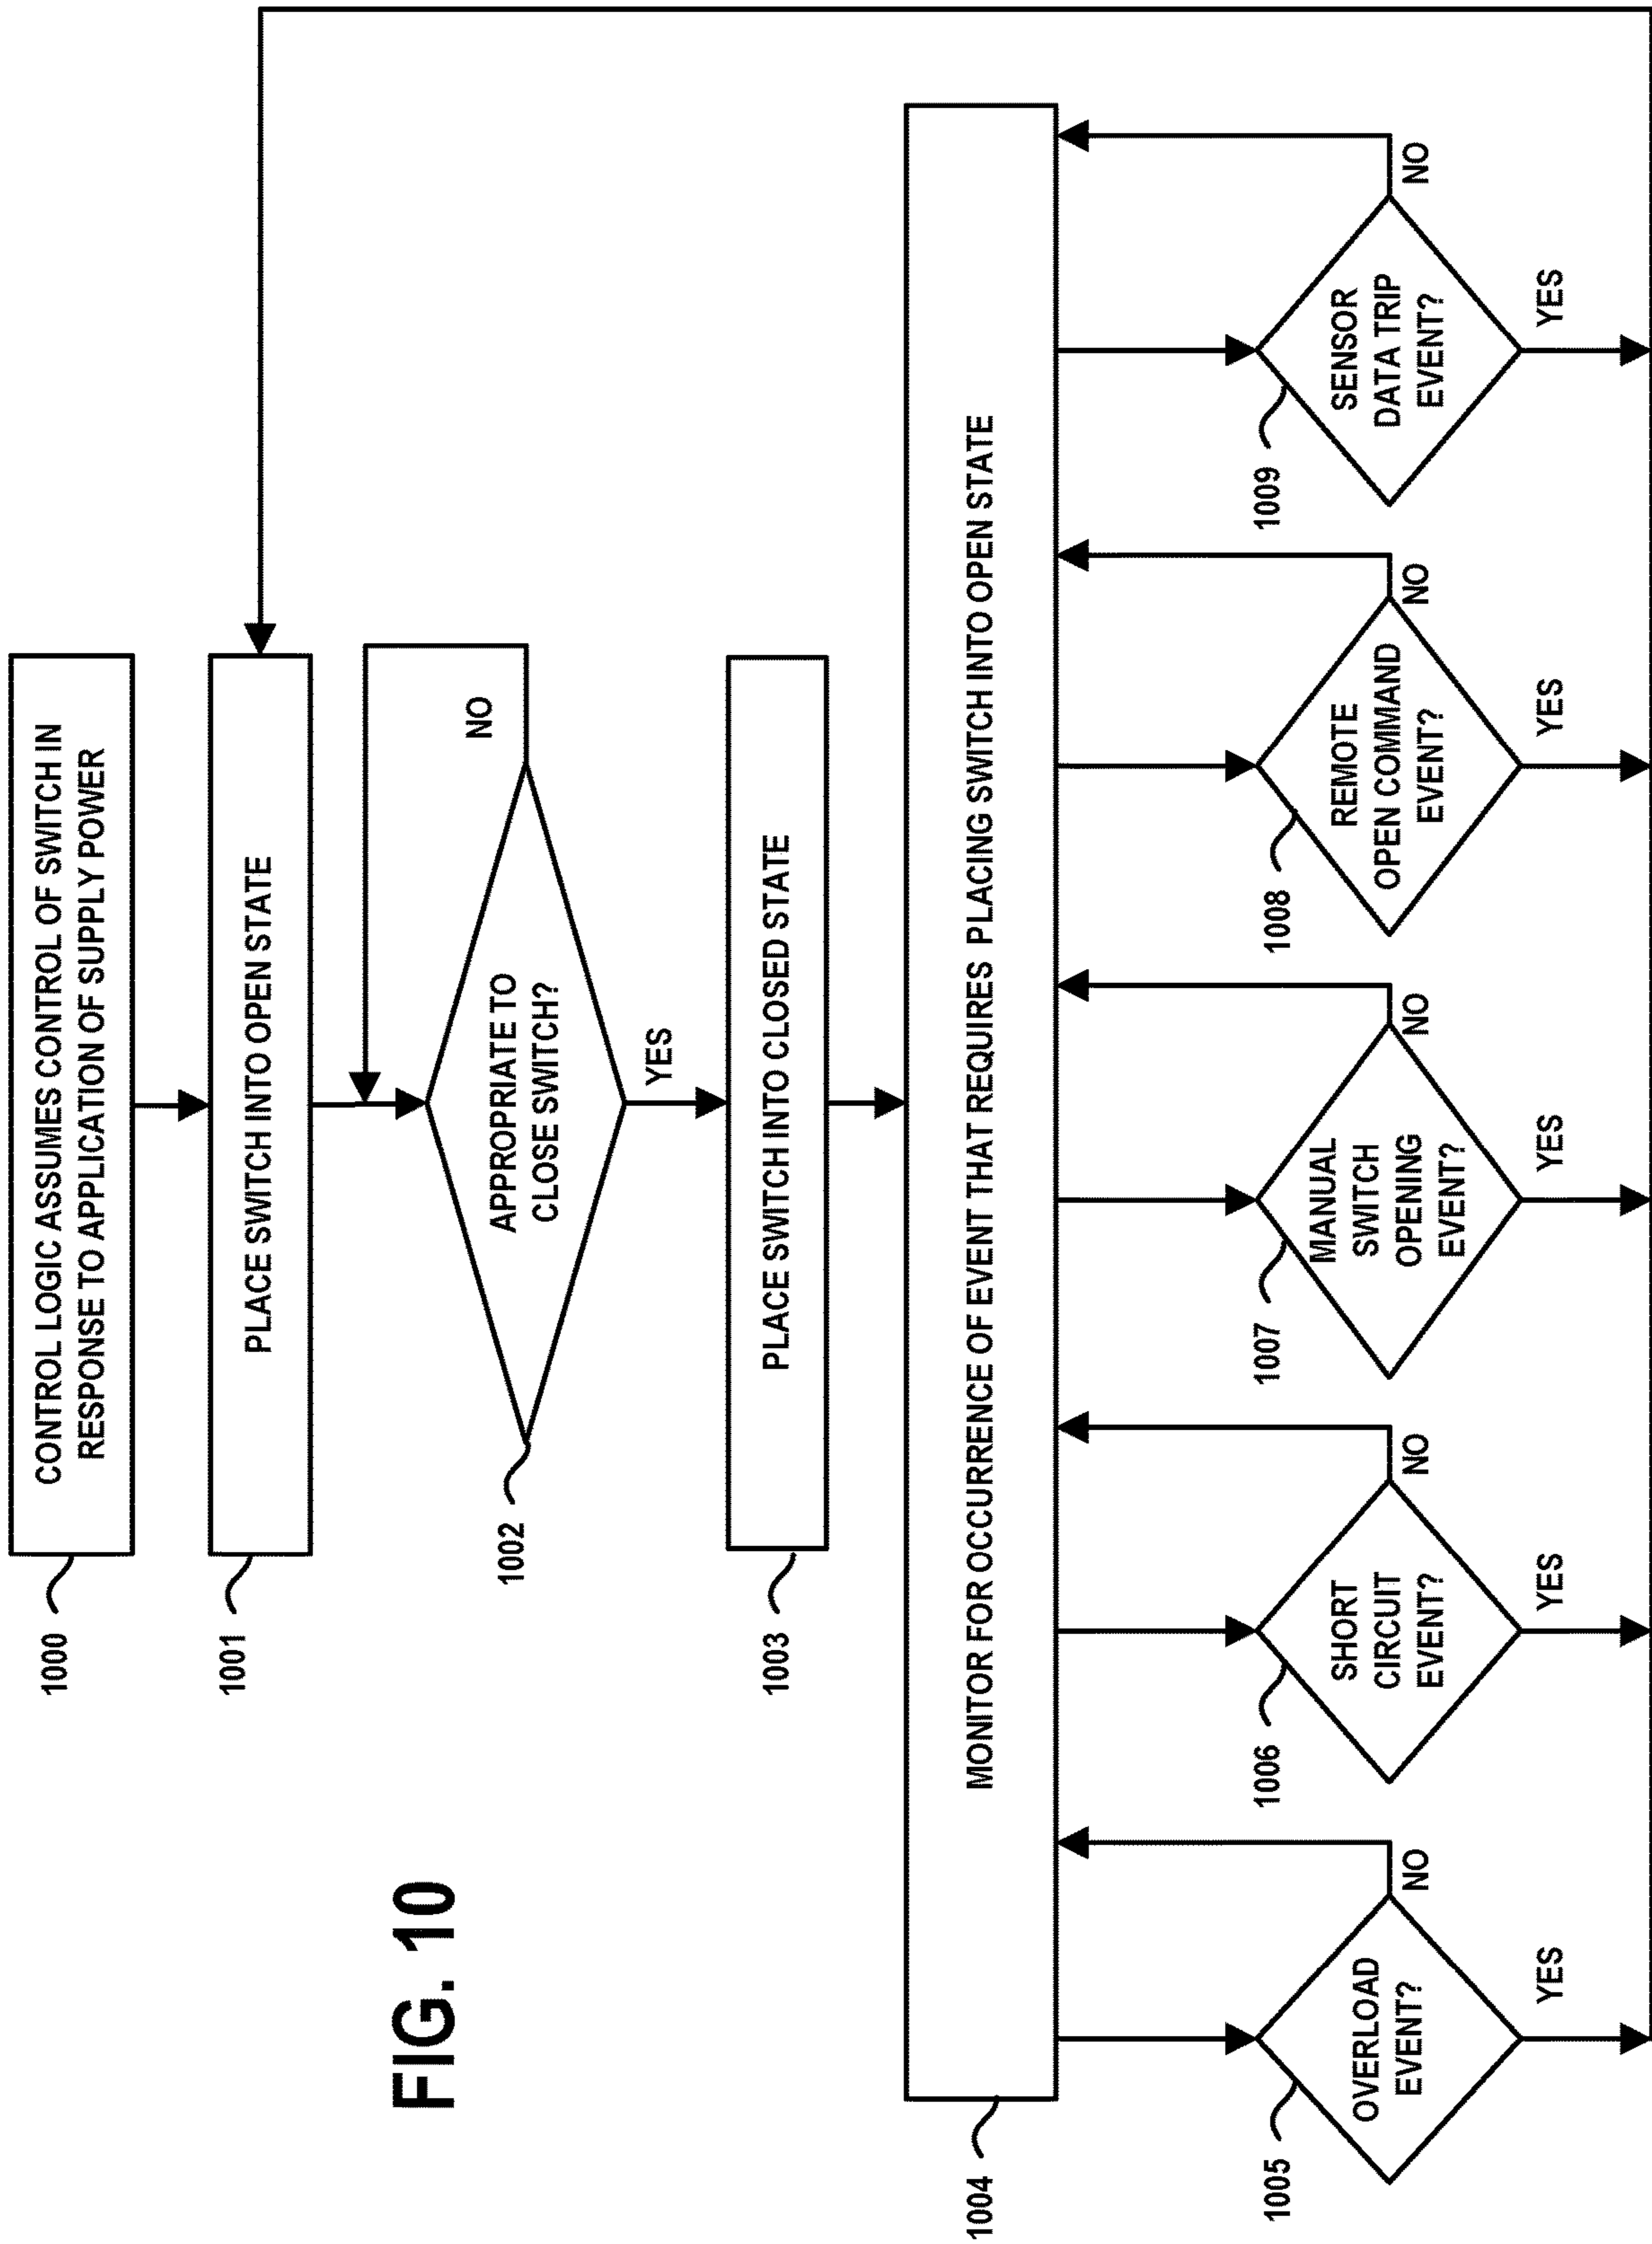 1000
CONTROL LOGIC ASSUMES CONTROL OF SWITCH IN
RESPONSE TO APPLICATION OF SUPPLY POWER
1001
PLACE SWITCH INTO OPEN STATE
FIG. 10
1002
APPROPRIATE TO
CLOSE SWITCH?
NO
YES
1003
PLACE SWITCH INTO CLOSED STATE
1004
MONITOR FOR OCCURRENCE OF EVENT THAT REQUIRES PLACING SWITCH INTO OPEN STATE
1005
OVERLOAD
EVENT?
NO
YES
1006
SHORT
CIRCUIT
EVENT?
NO
YES
1007
MANUAL
SWITCH
OPENING
EVENT?
NO
YES
1008
REMOTE
OPEN COMMAND
EVENT?
NO
YES
1009
SENSOR
DATA TRIP
EVENT?
NO
YES